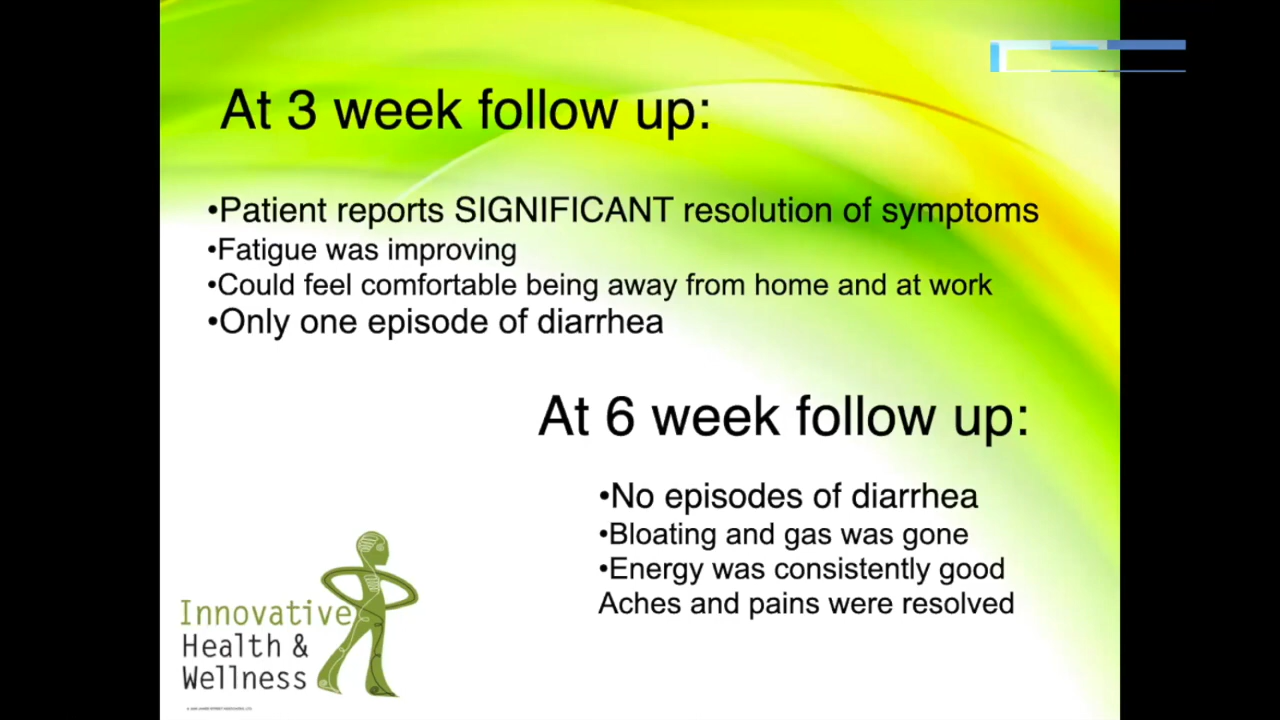 At 3 week follow up:
•Patient reports SIGNIFICANT resolution of symptoms
•Fatigue was improving
•Could feel comfortable being away from home and at work
•Only one episode of diarrhea
At 6 week follow up:
•No episodes of diarrhea
•Bloating and gas was gone
•Energy was consistently good
Aches and pains were resolved
Innovative
Health &
Wellness